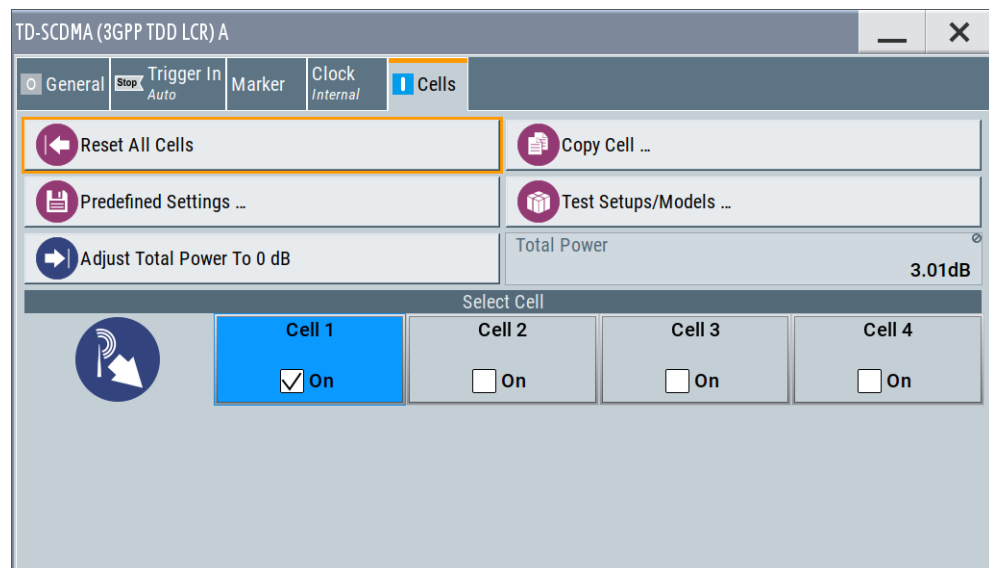 TD-SCDMA (3GPP TDD LCR) A
O General Stop Trigger In Auto Marker Clock Internal I Cells
Reset All Cells
Copy Cell ...
Predefined Settings ...
Test Setups/Models ...
Adjust Total Power To 0 dB
Total Power
3.01dB
Select Cell
Cell 1 Cell 2 Cell 3 Cell 4
On On On On